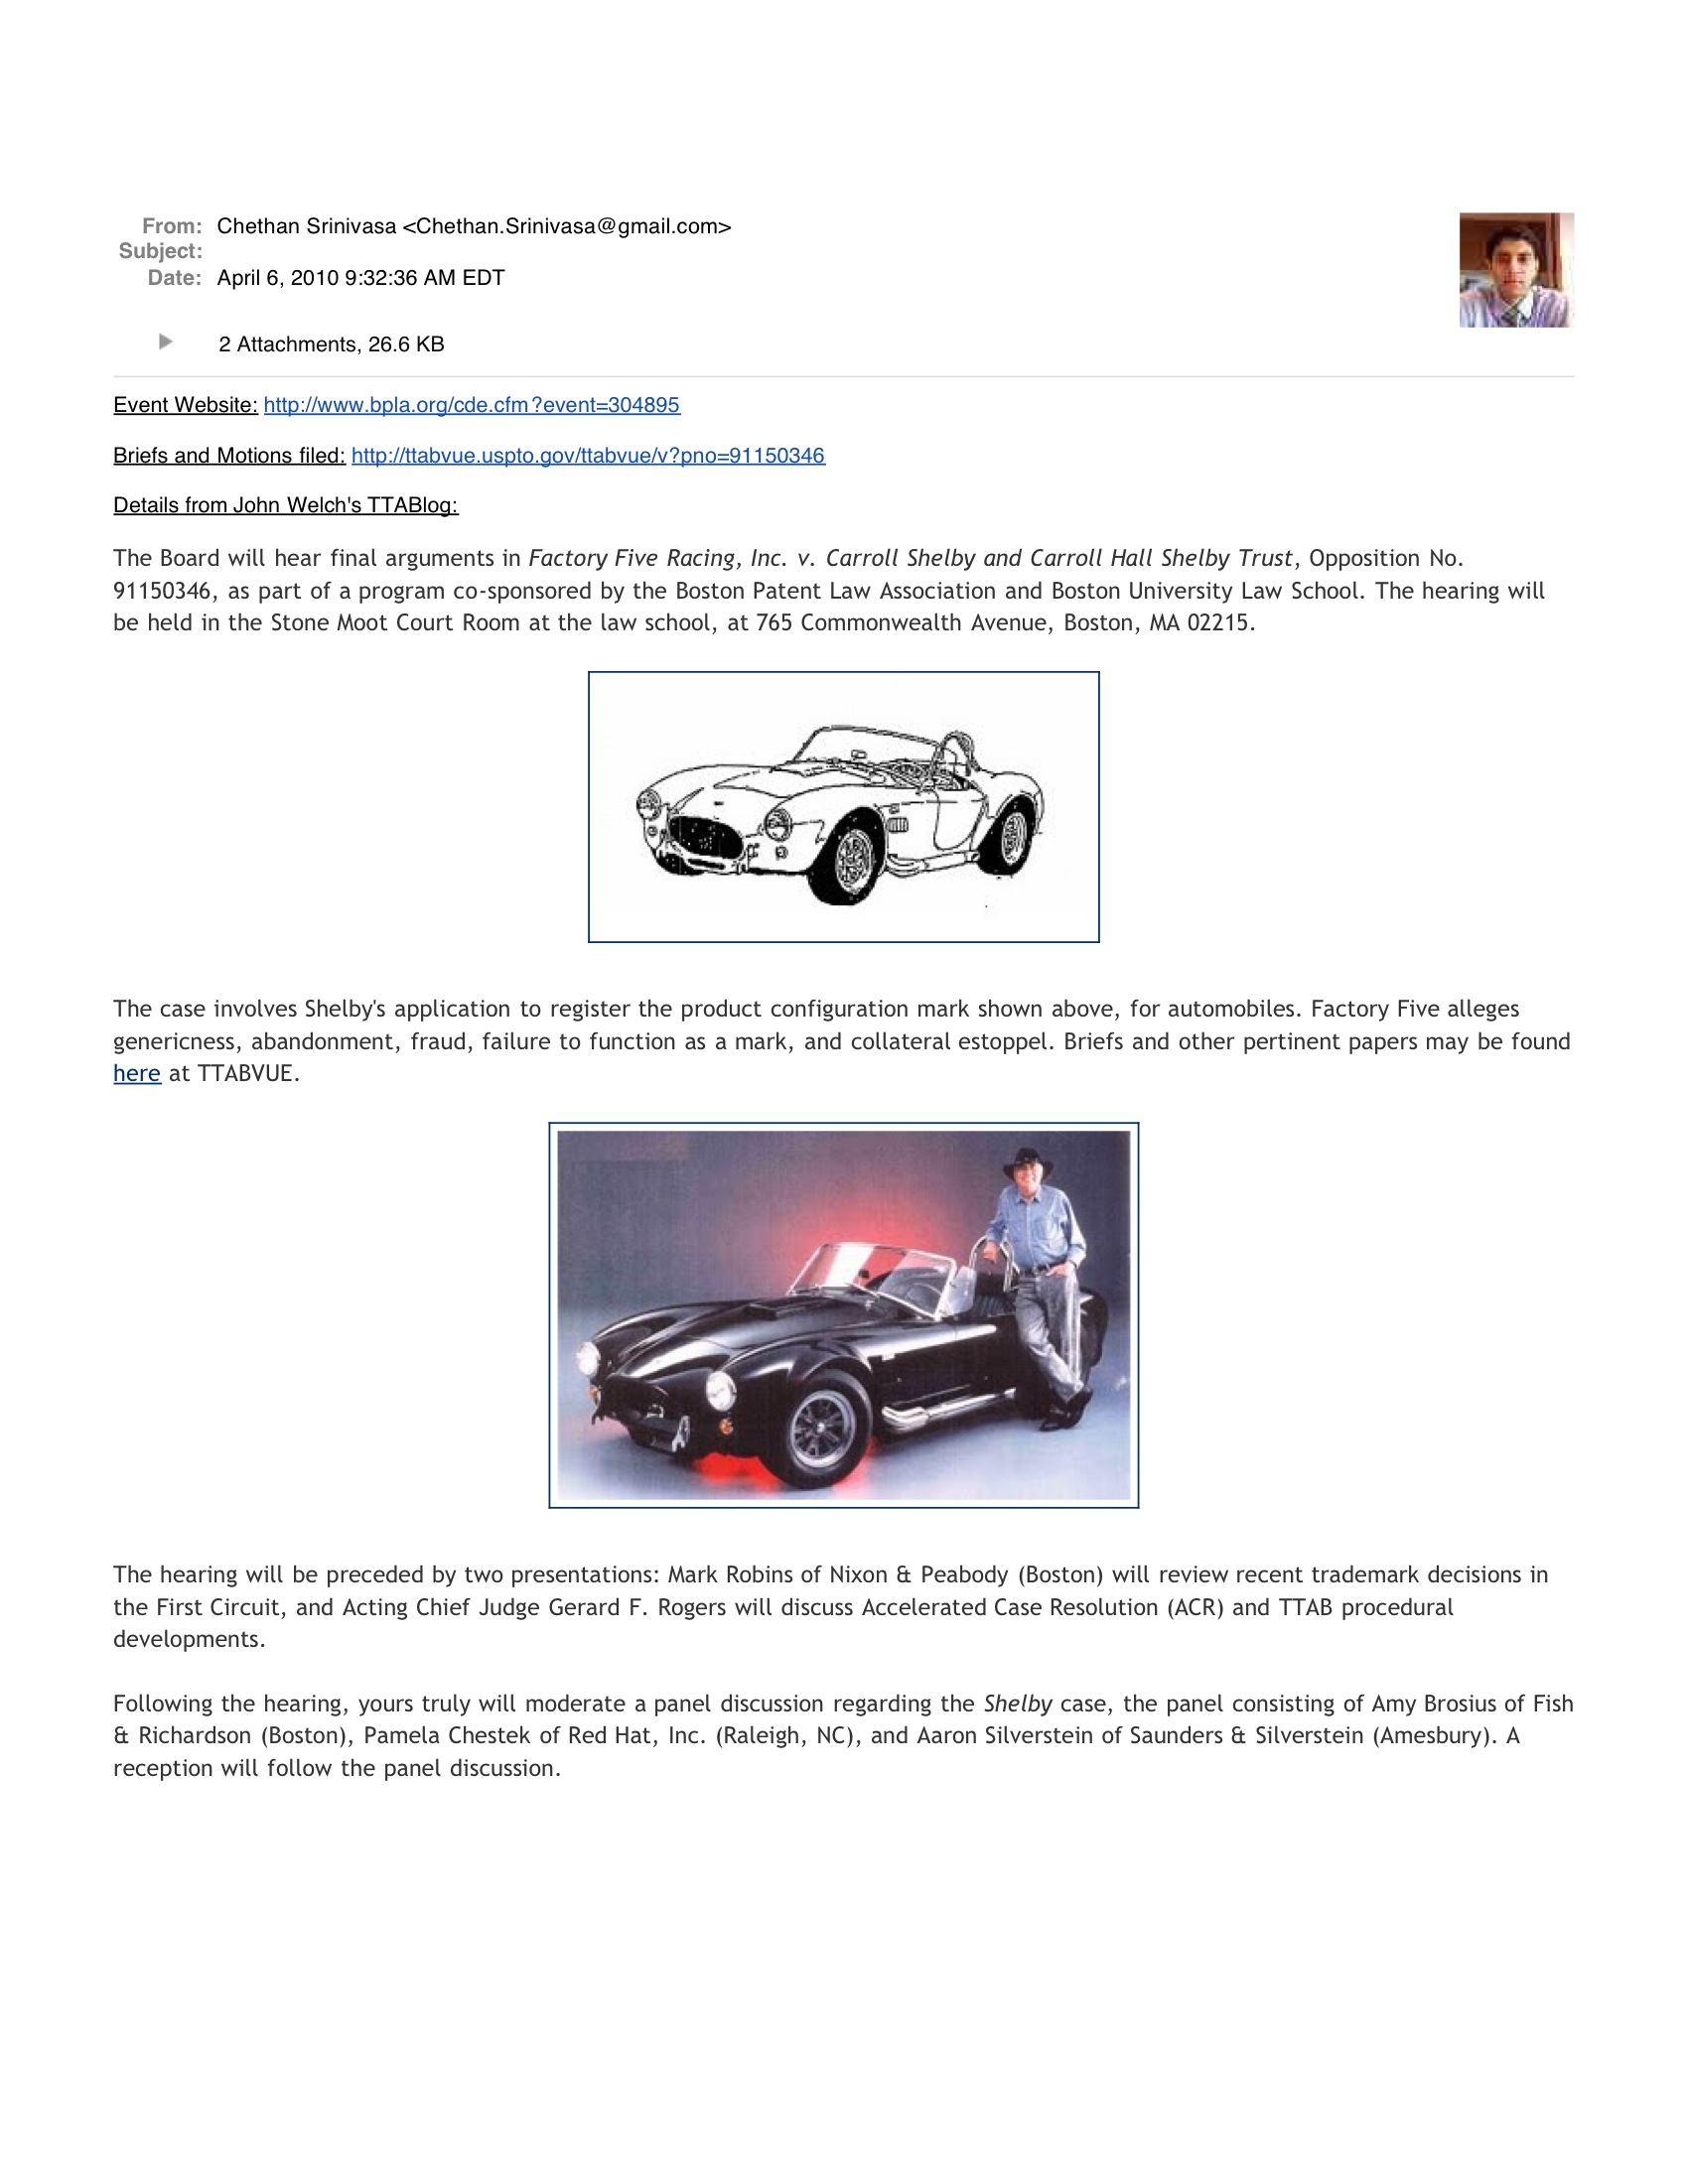 From: Chethan Srinivasa <Chethan.Srinivasa@gmail.com>
Subject:
Date: April 6, 2010 9:32:36 AM EDT
2 Attachments, 26.6 KB
Event Website: http://www.bpla.org/cde.cfm?event=304895
Briefs and Motions filed: http://ttabvue.uspto.gov/ttabvue/v?pno=91150346
Details from John Welch's TTABlog:
The Board will hear final arguments in Factory Five Racing, Inc. v. Carroll Shelby and Carroll Hall Shelby Trust, Opposition No.
91150346, as part of a program co-sponsored by the Boston Patent Law Association and Boston University Law School. The hearing will
be held in the Stone Moot Court Room at the law school, at 765 Commonwealth Avenue, Boston, MA 02215.
The case involves Shelby's application to register the product configuration mark shown above, for automobiles. Factory Five alleges
genericness, abandonment, fraud, failure to function as a mark, and collateral estoppel. Briefs and other pertinent papers may be found
here at TTABVUE.
The hearing will be preceded by two presentations: Mark Robins of Nixon & Peabody (Boston) will review recent trademark decisions in
the First Circuit, and Acting Chief Judge Gerard F. Rogers will discuss Accelerated Case Resolution (ACR) and TTAB procedural
developments.
Following the hearing, yours truly will moderate a panel discussion regarding the Shelby case, the panel consisting of Amy Brosius of Fish
& Richardson (Boston), Pamela Chestek of Red Hat, Inc. (Raleigh, NC), and Aaron Silverstein of Saunders & Silverstein (Amesbury). A
reception will follow the panel discussion.